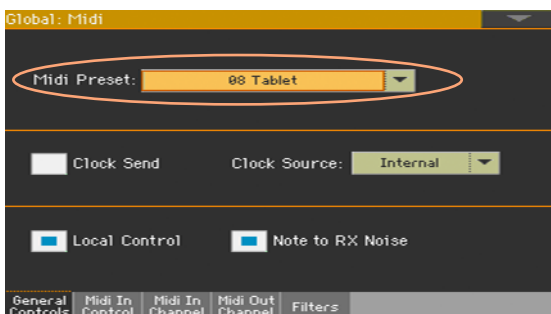 Global: Midi
Midi Preset: 08 Tablet
Clock Send Clock Source: Internal
Local Control Note to RX Noise
General Midi In Midi In Midi Out Filters
Controls Control Channel Channel